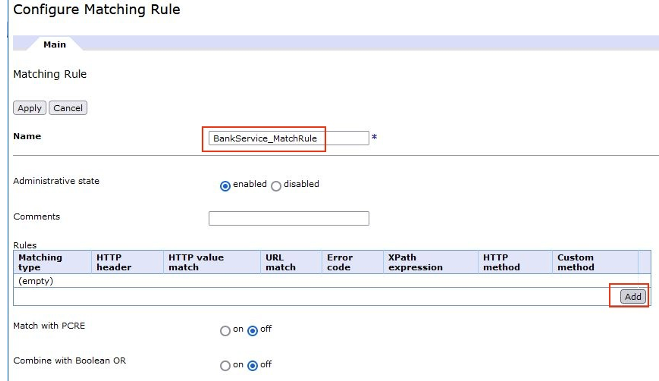 Configure Matching Rule
Main
Matching Rule
Apply Cancel
Name BankService_MatchRule *
Administrative state enabled disabled
Comments
Rules
Matching type HTTP header HTTP value match URL match Error code XPath expression HTTP method Custom method
(empty)
Add
Match with PCRE on off
Combine with Boolean OR on off